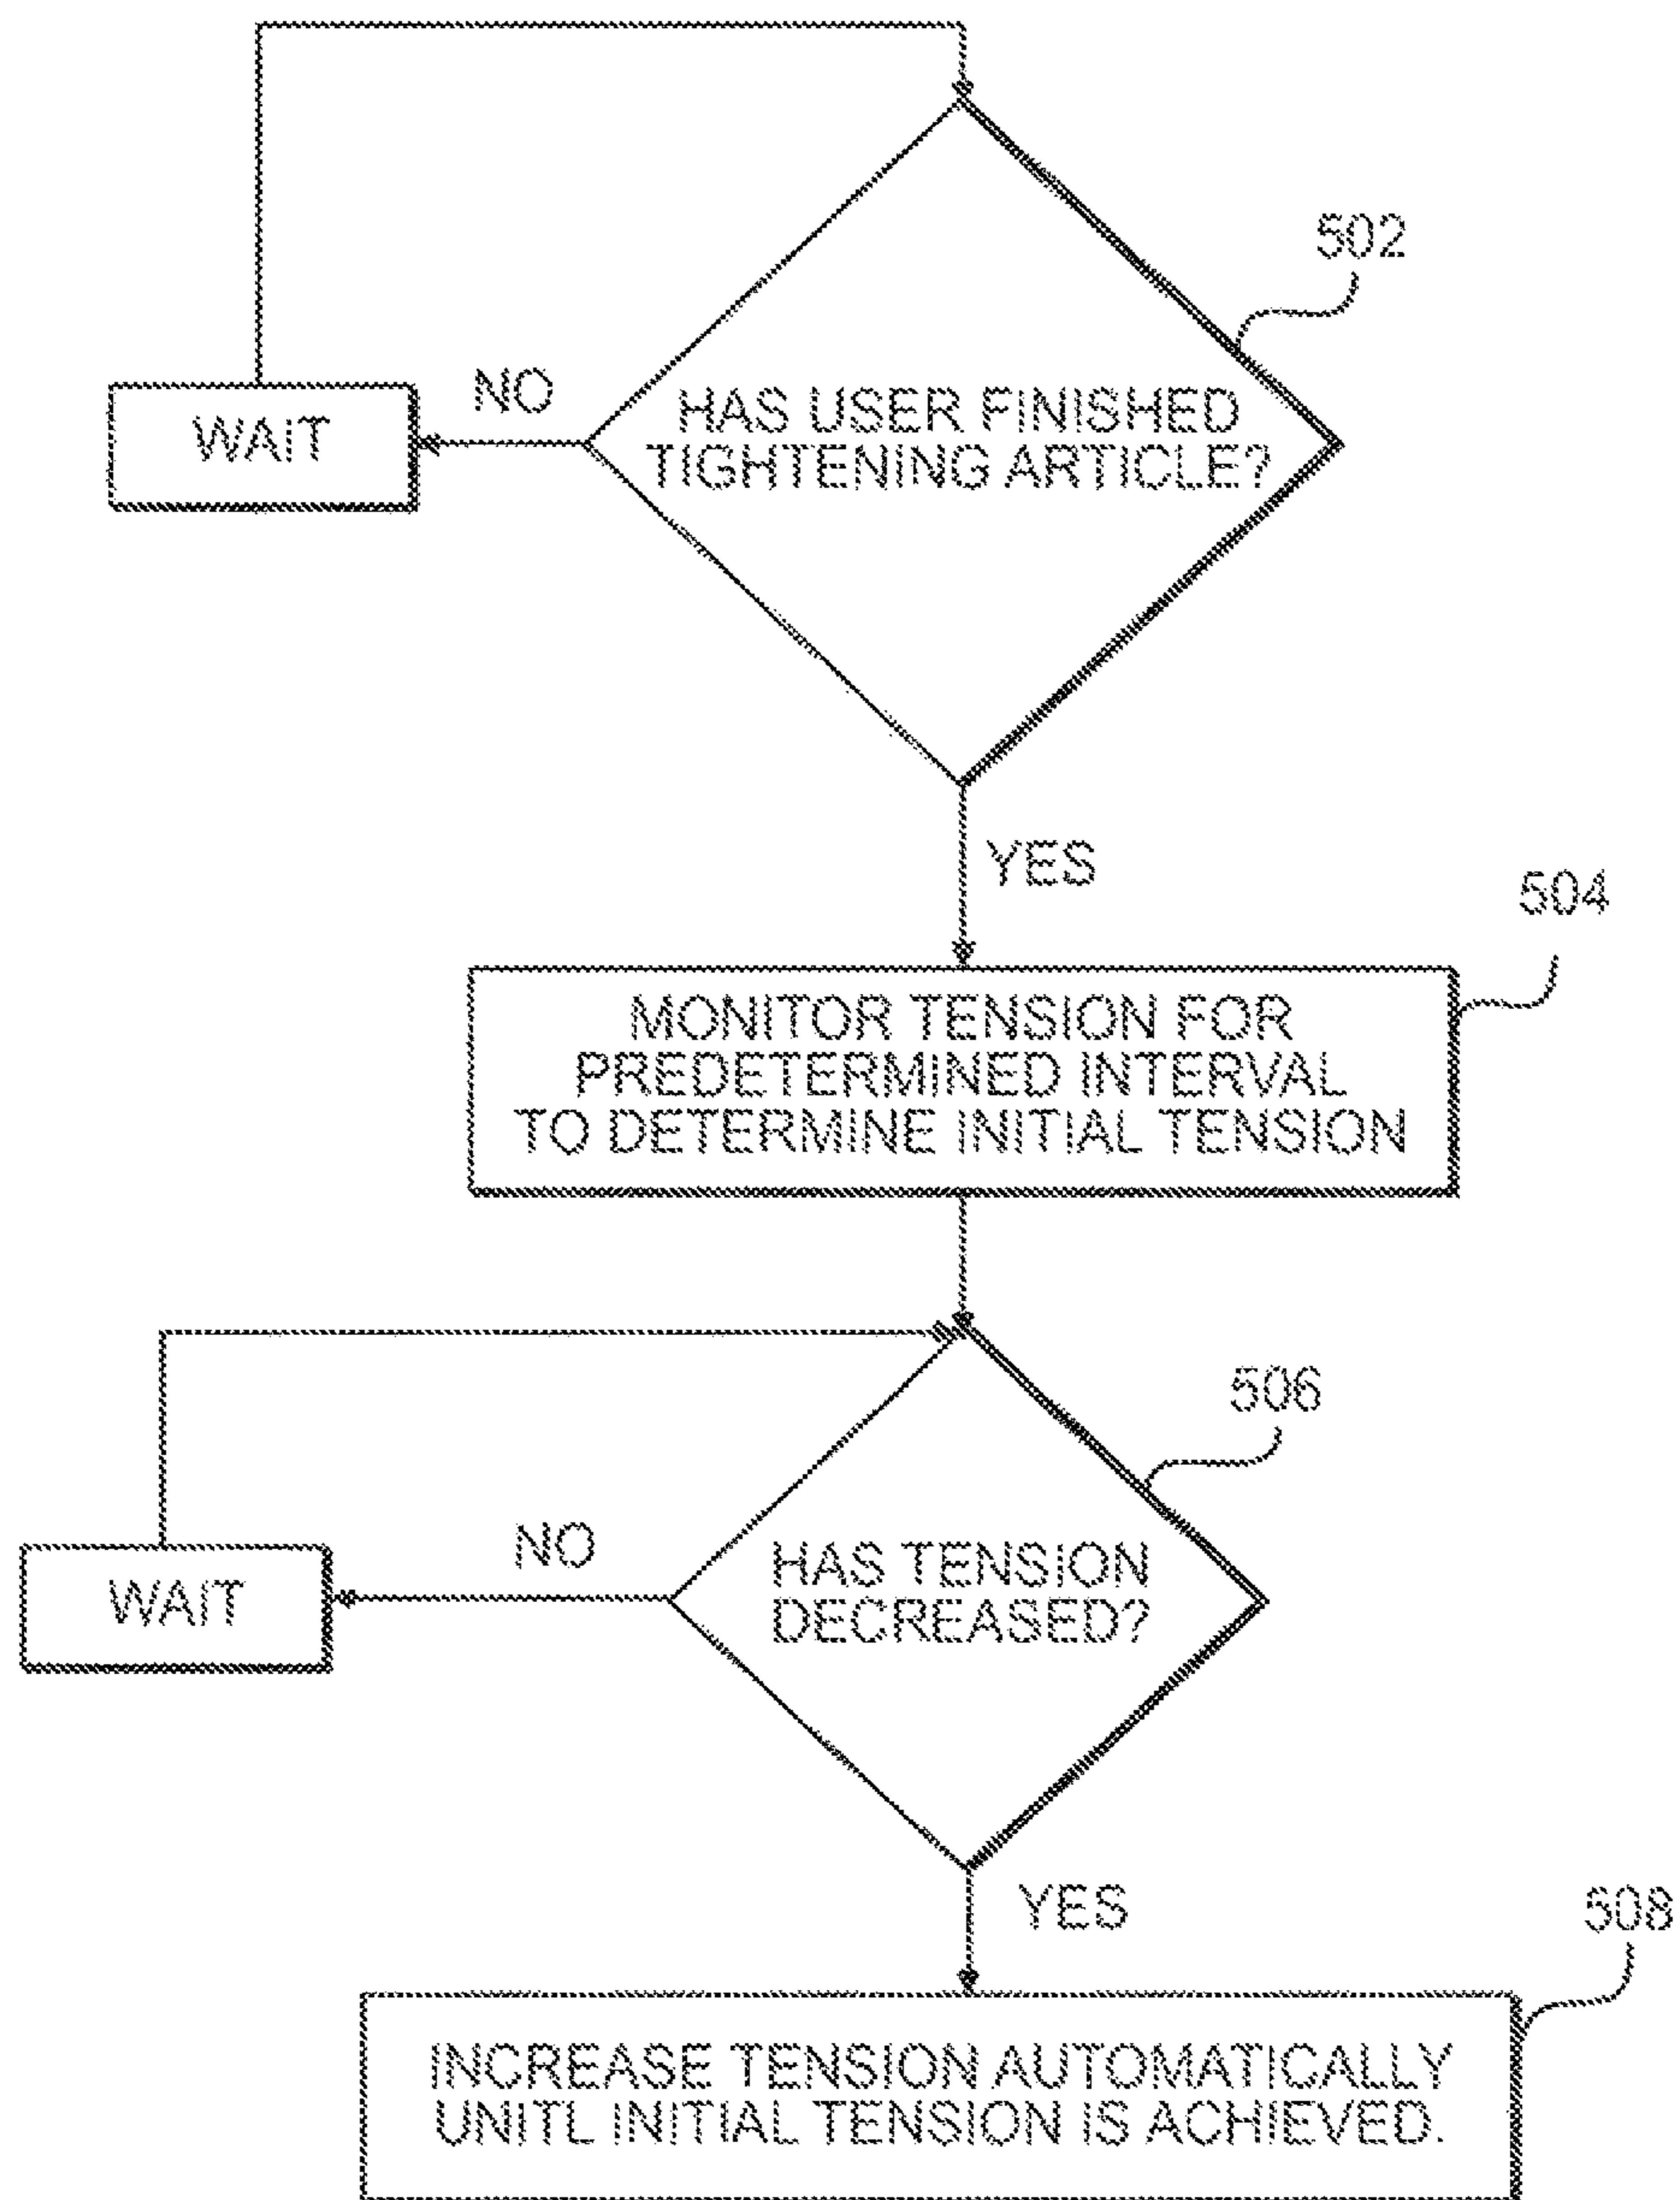 502
NO
WAIT
HAS USER FINISHED
TIGHTENING ARTICLE?
YES
504
MONITOR TENSION FOR
PREDETERMINED INTERVAL
TO DETERMINE INITIAL TENSION
506
NO
WAIT
HAS TENSION
DECREASED?
YES
508
INCREASE TENSION AUTOMATICALLY
UNITL INITIAL TENSION IS ACHIEVED.